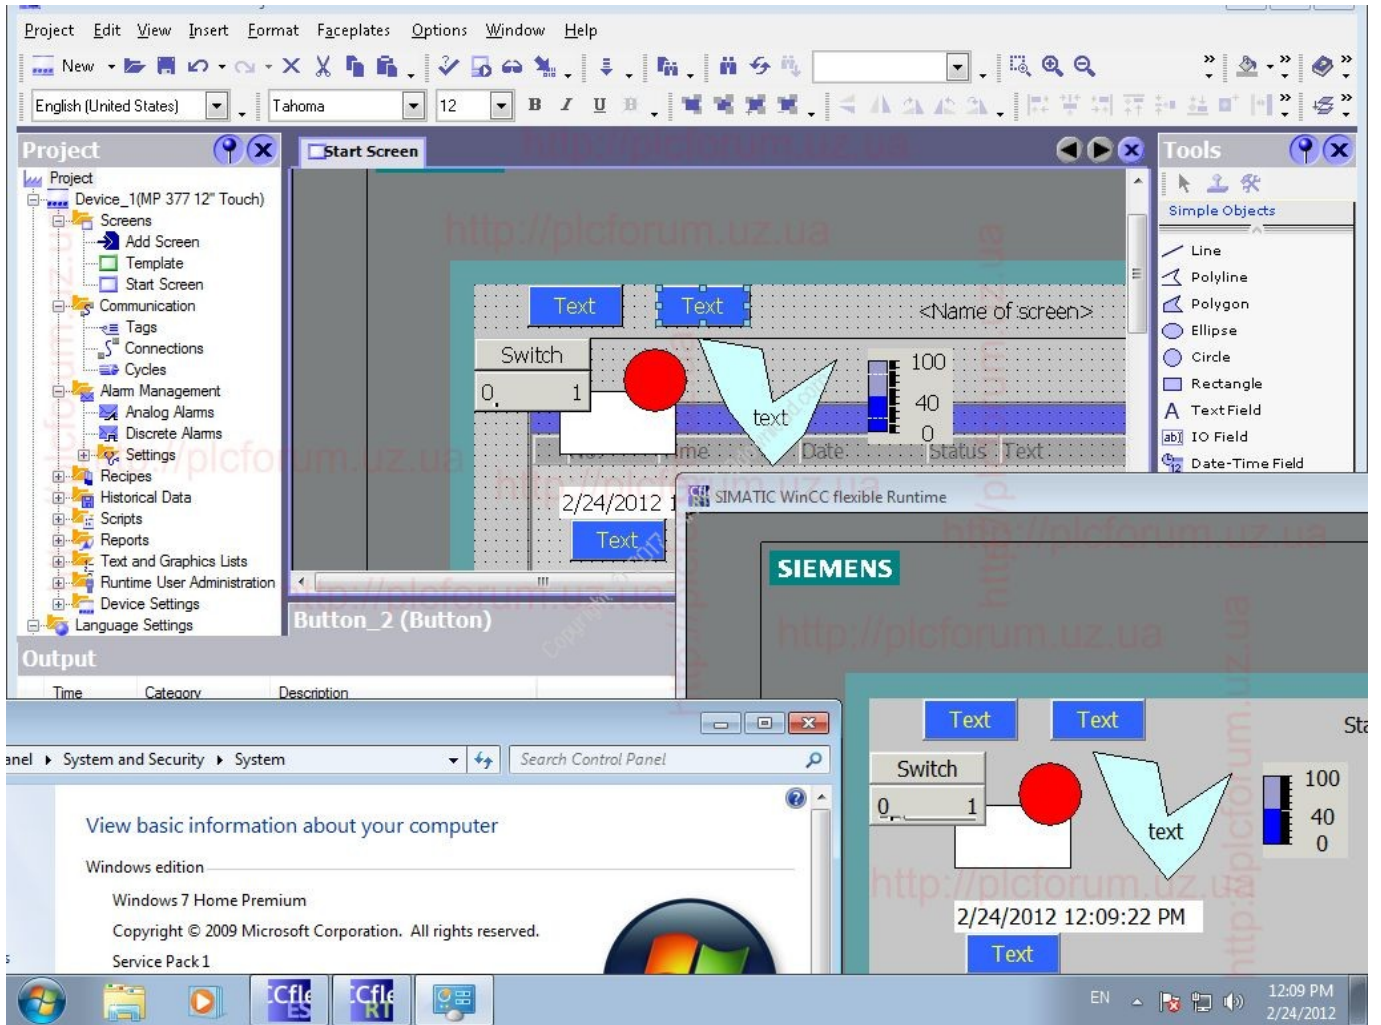 Project Edit View Insert Format Faceplates Options Window Help
New
English (United States) Tahoma 12 B I U B
Project
Start Screen
Tools
Project
Device_1(MP 377 12" Touch)
Screens
Add Screen
Template
Start Screen
Communication
Tags
Connections
Cycles
Alarm Management
Analog Alarms
Discrete Alarms
Settings
Recipes
Historical Data
Scripts
Reports
Text and Graphics Lists
Runtime User Administration
Device Settings
Language Settings
Text Text <Name of screen>
Switch
0 1
text
100
40
0
Date Status Text
2/24/2012 1
Text
Simple Objects
Line
Polyline
Polygon
Ellipse
Circle
Rectangle
TextField
IO Field
Date-Time Field
Button_2 (Button)
Output
Time Category Description
SIMATIC WinCC flexible Runtime
SIEMENS
Text Text Sta
Switch
0 1
text
100
40
0
2/24/2012 12:09:22 PM
Text
anel System and Security System Search Control Panel
View basic information about your computer
Windows edition
Windows 7 Home Premium
Copyright © 2009 Microsoft Corporation. All rights reserved.
Service Pack 1
CCfle ES
CCfle RT
EN
12:09 PM
2/24/2012
http://plcforum.uz.ua